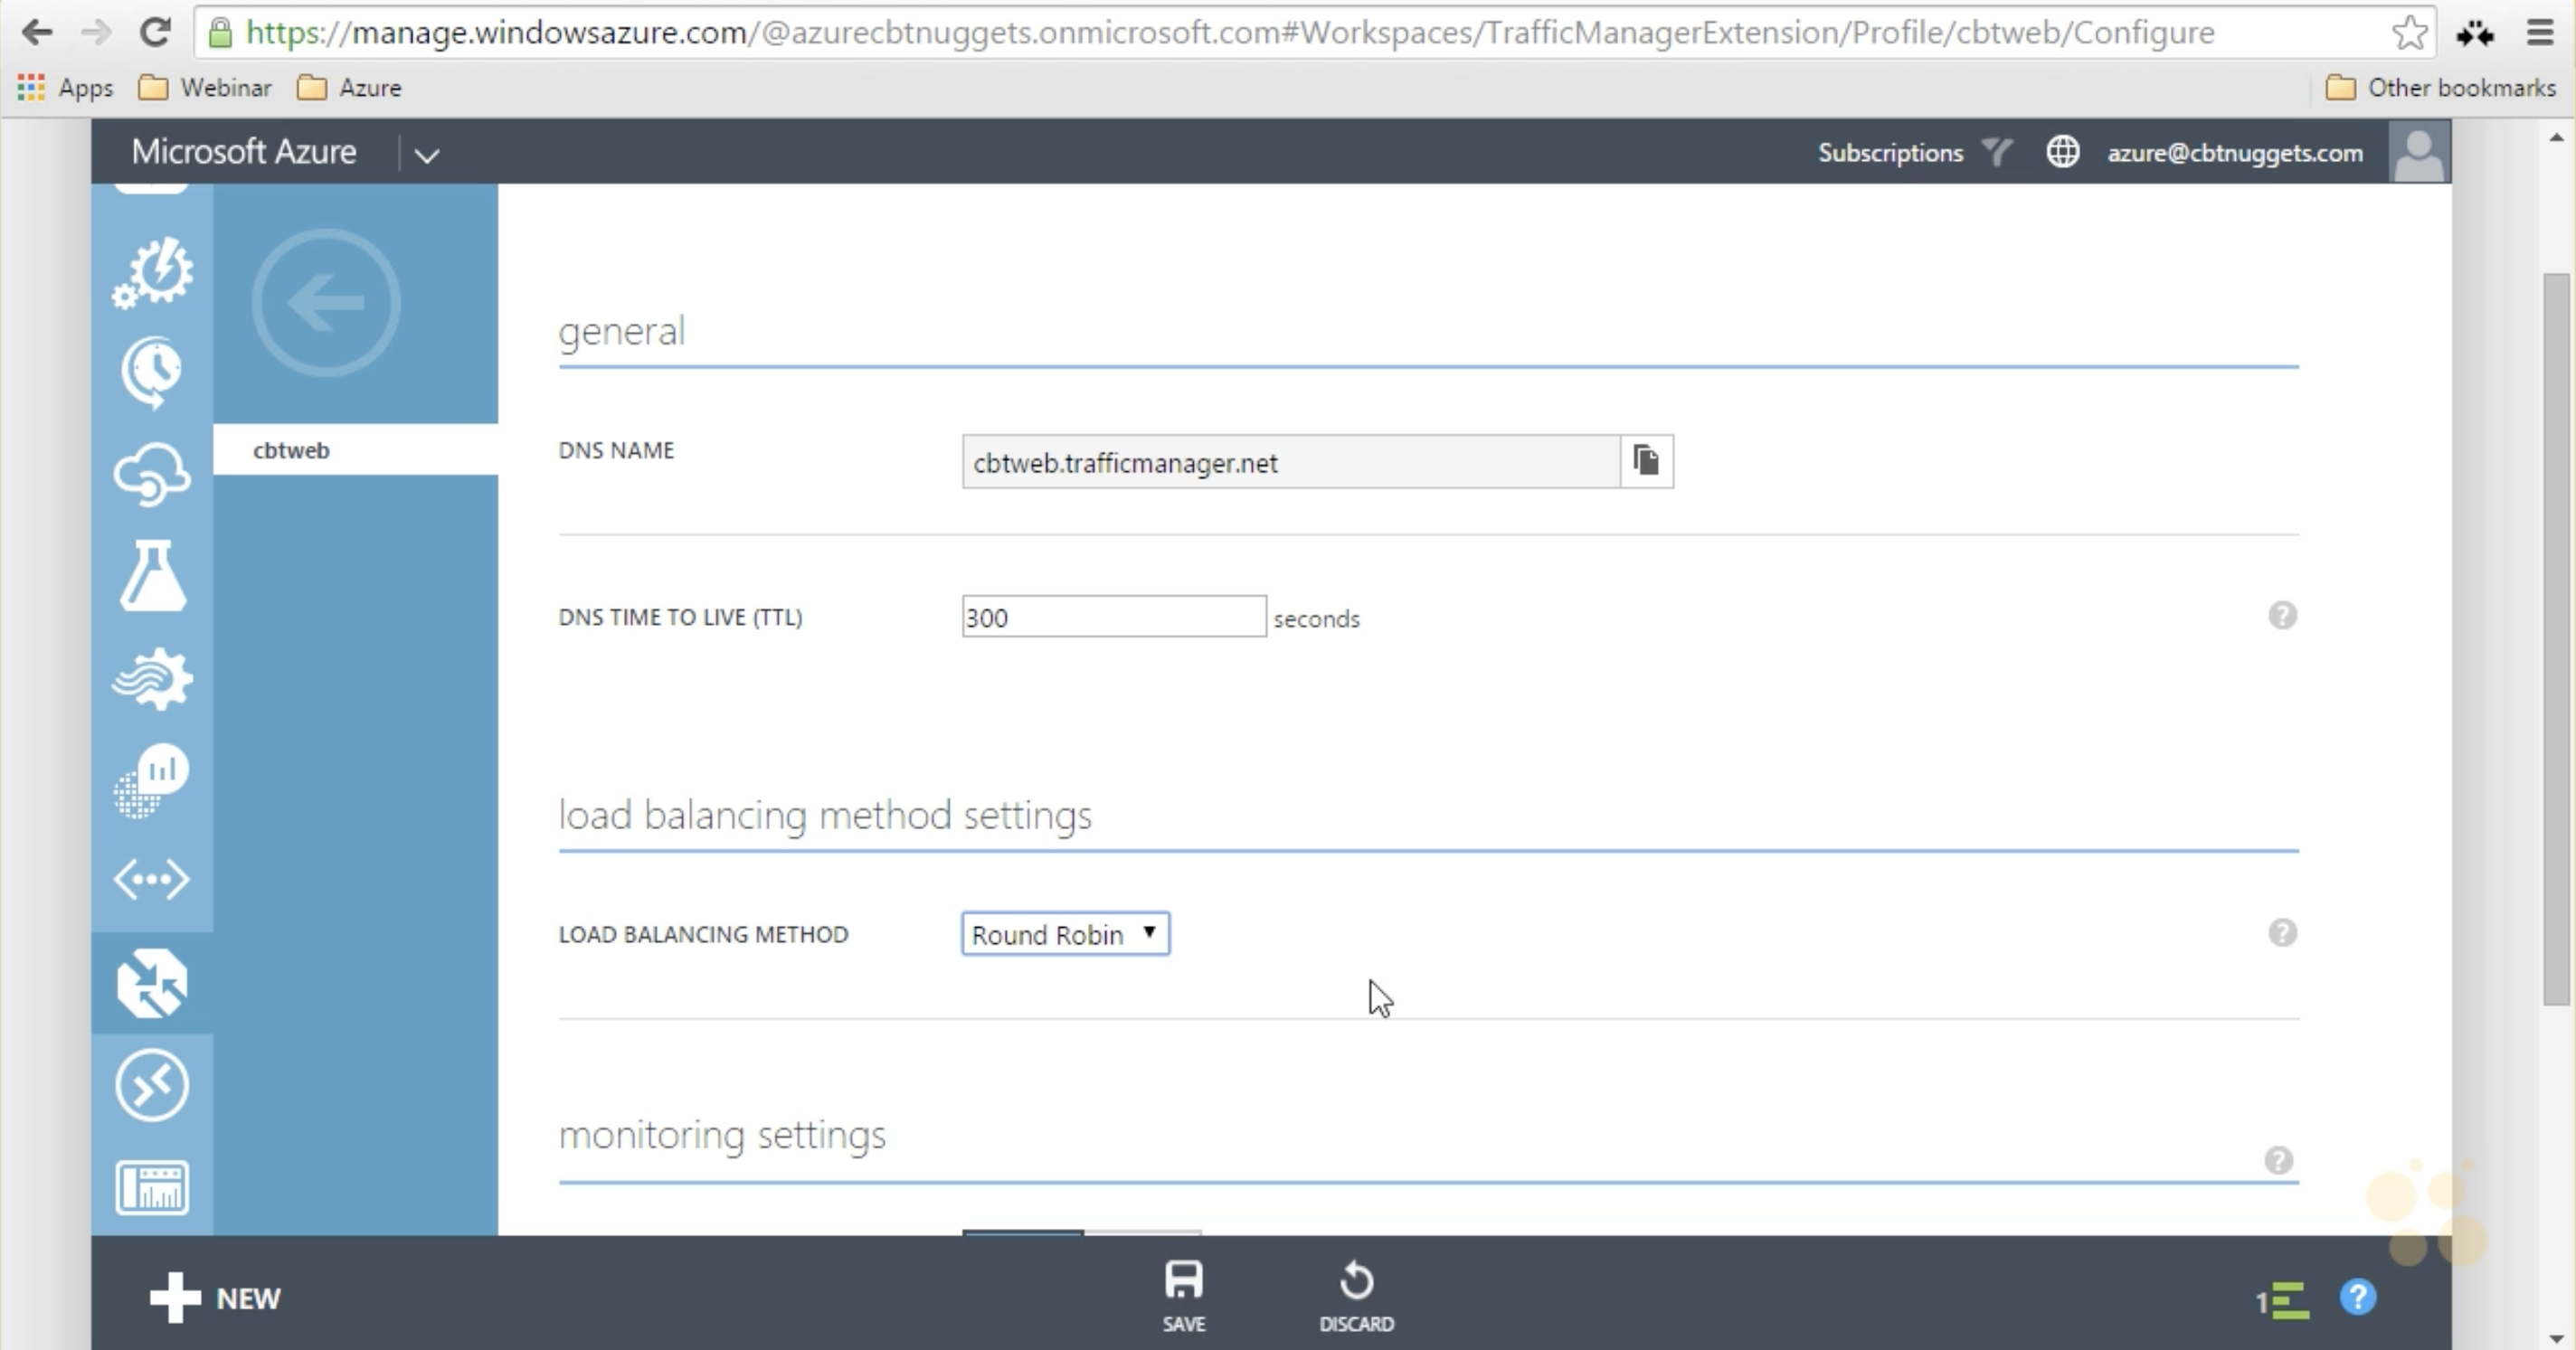 https://manage.windowsazure.com/@azurecbtnuggets.onmicrosoft.com#Workspaces/TrafficManagerExtension/Profile/cbtweb/Configure
Apps Webinar Azure Other bookmarks
Microsoft Azure Subscriptions azure@cbtnuggets.com
cbtweb
general
DNS NAME cbtweb.trafficmanager.net
DNS TIME TO LIVE (TTL) 300 seconds ?
load balancing method settings
LOAD BALANCING METHOD Round Robin ?
monitoring settings ?
NEW SAVE DISCARD 1 ?